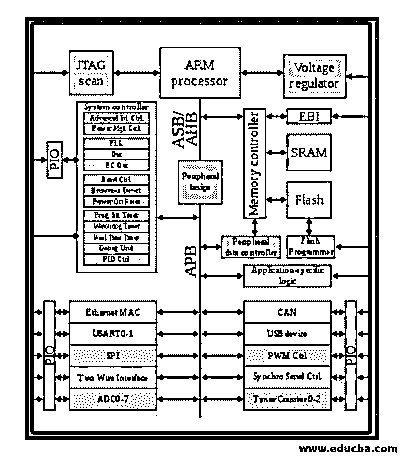 JTAG
scan
ARM
processor
Voltage
regulator
System controller
Advanced Int. Ctrl.
Power Mgt. Ctrl.
PLL
Osc
RC Osc
Reset Ctrl.
Brownout Detect
Power On Reset
Prog. Int. Timer
Watchdog Timer
Real Time Timer
Debug Unit
PID Ctrl.
PIO
ASB/
AHB
Peripheral
bridge
APB
Memory controller
EBI
SRAM
Flash
Peripheral
data controller
Flash
Programmer
Application-specific
logic
PIO
Ethernet MAC
USART0-1
SPI
Two Wire Interface
ADC0-7
CAN
USB device
PWM Ctrl
Synchro Serial Ctrl.
Timer/Counter 0-2
PIO
www.educba.com